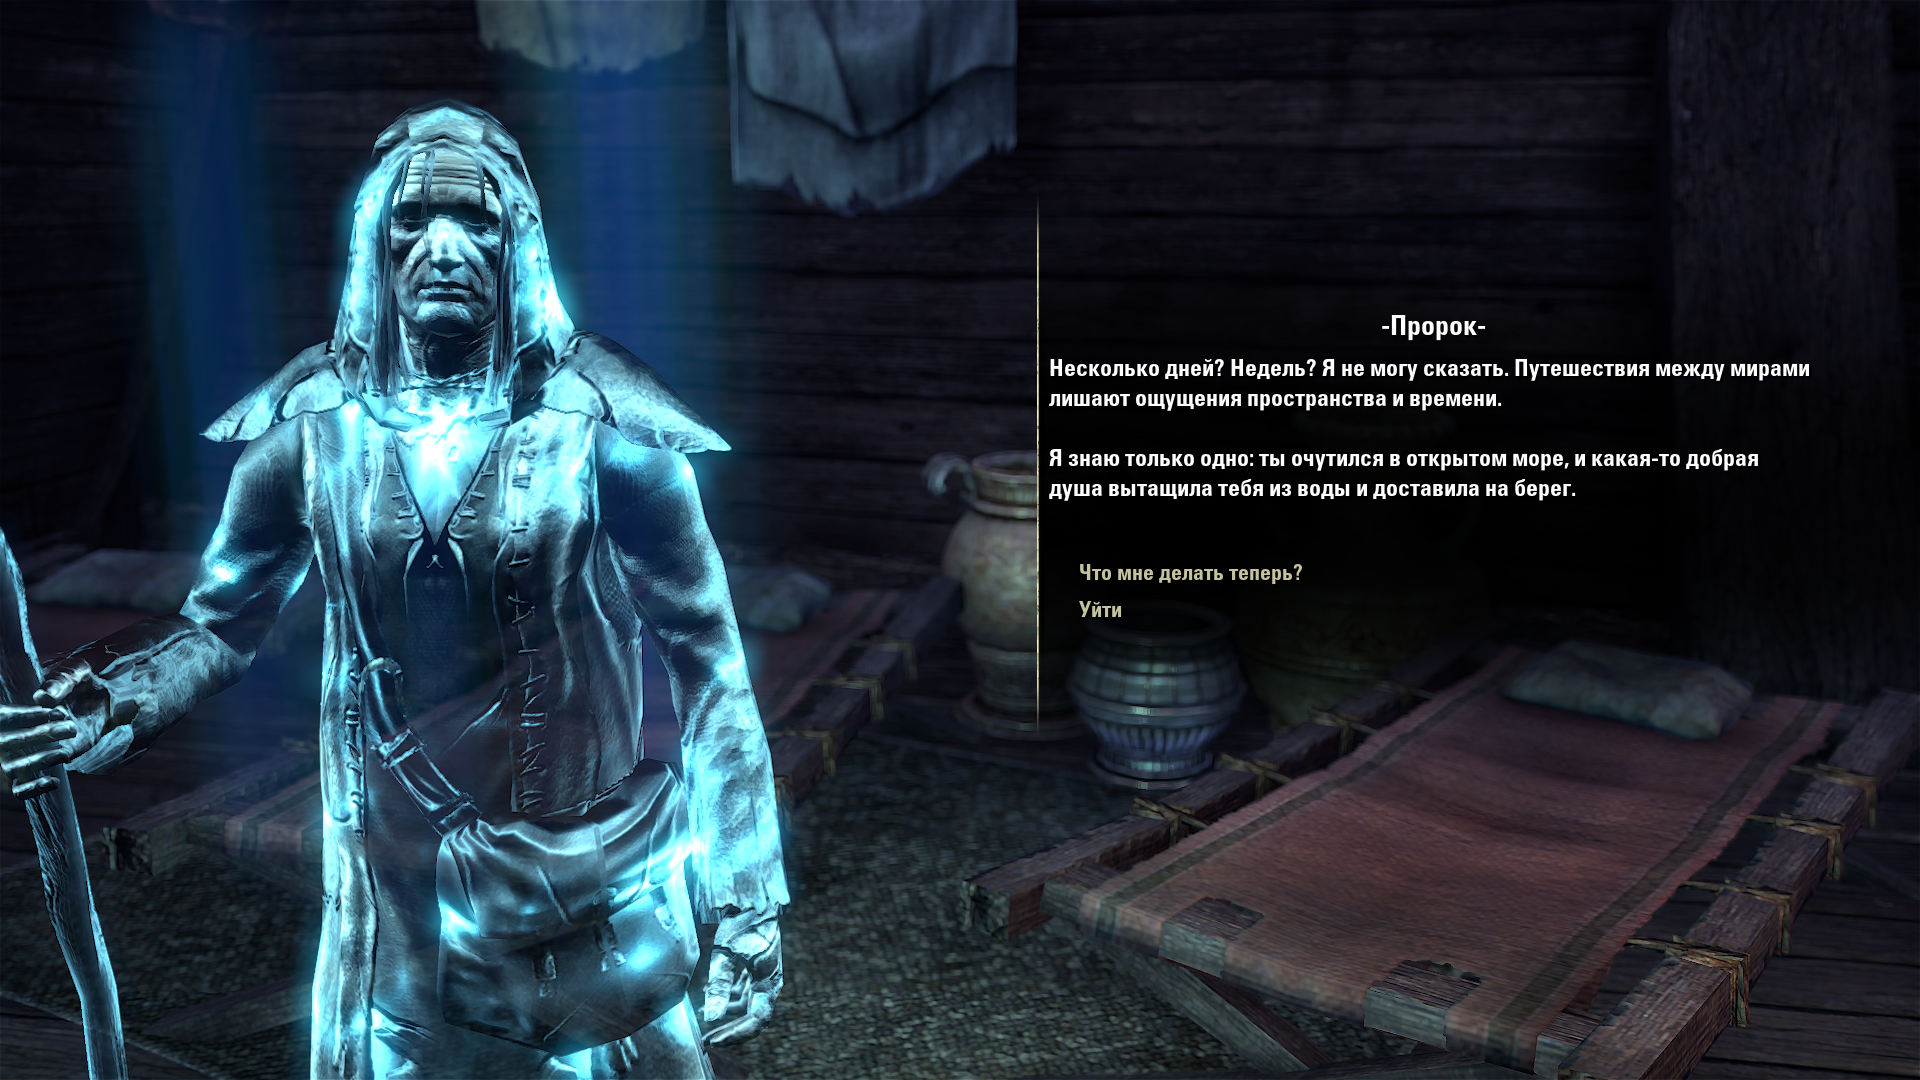 -Пророк-
Несколько дней? Недель? Я не могу сказать. Путешествия между мирами
лишают ощущения пространства и времени.
Я знаю только одно: ты очутился в открытом море, и какая-то добрая
душа вытащила тебя из воды и доставила на берег.
Что мне делать теперь?
Уйти